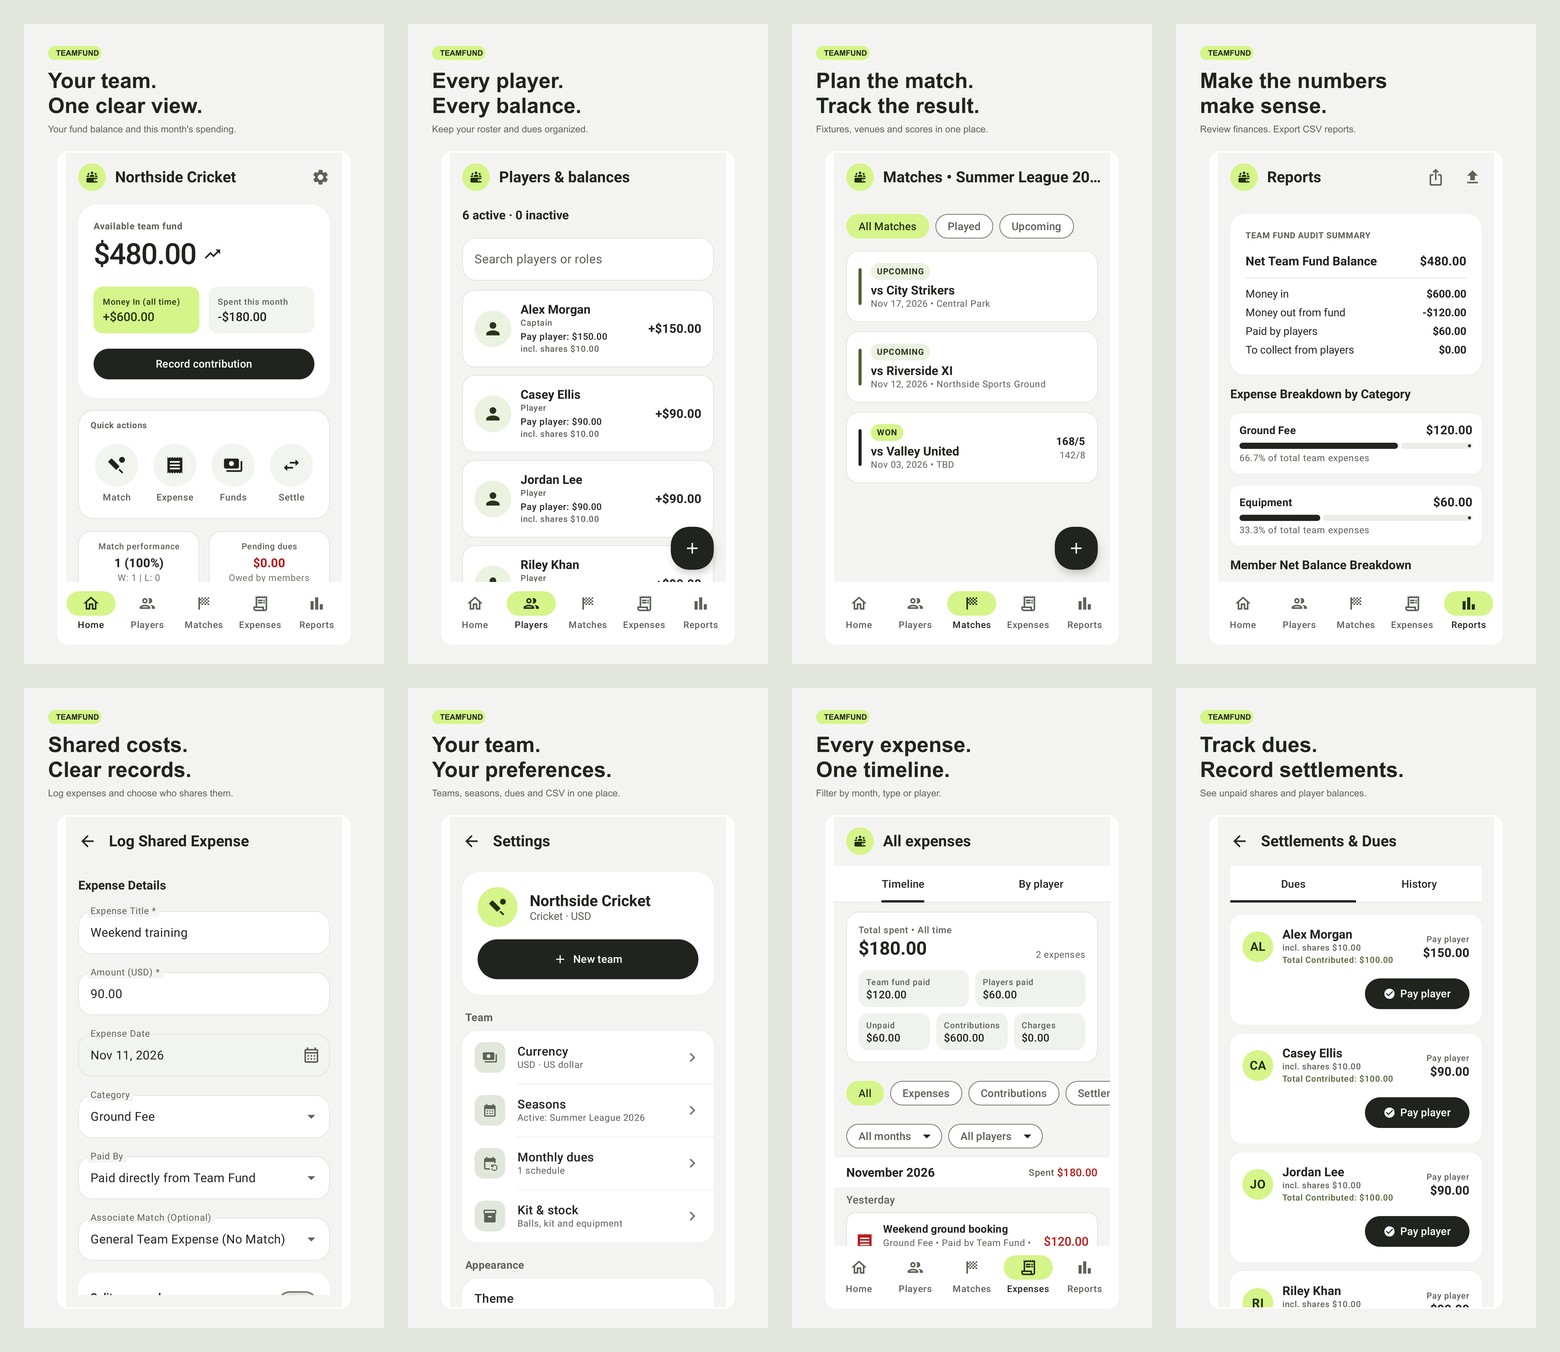 TEAMFUND
Your team.
One clear view.
Your fund balance and this month's spending.
Northside Cricket
Available team fund
$480.00
Money In (all time)
+$600.00
Spent this month
-$180.00
Record contribution
Quick actions
Match
Expense
Funds
Settle
Match performance
1 (100%)
W: 1 | L: 0
Pending dues
$0.00
Owed by members
Home
Players
Matches
Expenses
Reports
TEAMFUND
Every player.
Every balance.
Keep your roster and dues organized.
Players & balances
6 active · 0 inactive
Search players or roles
Alex Morgan
Captain
Pay player: $150.00
incl. shares $10.00
+$150.00
Casey Ellis
Player
Pay player: $90.00
incl. shares $10.00
+$90.00
Jordan Lee
Player
Pay player: $90.00
incl. shares $10.00
+$90.00
Riley Khan
Player
Home
Players
Matches
Expenses
Reports
TEAMFUND
Plan the match.
Track the result.
Fixtures, venues and scores in one place.
Matches • Summer League 20...
All Matches
Played
Upcoming
UPCOMING
vs City Strikers
Nov 17, 2026 • Central Park
UPCOMING
vs Riverside XI
Nov 12, 2026 • Northside Sports Ground
WON
vs Valley United
Nov 03, 2026 • TBD
168/5
142/8
Home
Players
Matches
Expenses
Reports
TEAMFUND
Make the numbers
make sense.
Review finances. Export CSV reports.
Reports
TEAM FUND AUDIT SUMMARY
Net Team Fund Balance $480.00
Money in $600.00
Money out from fund -$120.00
Paid by players $60.00
To collect from players $0.00
Expense Breakdown by Category
Ground Fee $120.00
66.7% of total team expenses
Equipment $60.00
33.3% of total team expenses
Member Net Balance Breakdown
Home
Players
Matches
Expenses
Reports
TEAMFUND
Shared costs.
Clear records.
Log expenses and choose who shares them.
Log Shared Expense
Expense Details
Expense Title *
Weekend training
Amount (USD) *
90.00
Expense Date
Nov 11, 2026
Category
Ground Fee
Paid By
Paid directly from Team Fund
Associate Match (Optional)
General Team Expense (No Match)
TEAMFUND
Your team.
Your preferences.
Teams, seasons, dues and CSV in one place.
Settings
Northside Cricket
Cricket · USD
+ New team
Team
Currency
USD · US dollar
Seasons
Active: Summer League 2026
Monthly dues
1 schedule
Kit & stock
Balls, kit and equipment
Appearance
Theme
TEAMFUND
Every expense.
One timeline.
Filter by month, type or player.
All expenses
Timeline
By player
Total spent • All time
$180.00
2 expenses
Team fund paid
$120.00
Players paid
$60.00
Unpaid
$60.00
Contributions
$600.00
Charges
$0.00
All
Expenses
Contributions
Settler
All months
All players
November 2026
Spent $180.00
Yesterday
Weekend ground booking
Ground Fee • Paid by Team Fund •
$120.00
Home
Players
Matches
Expenses
Reports
TEAMFUND
Track dues.
Record settlements.
See unpaid shares and player balances.
Settlements & Dues
Dues
History
AL
Alex Morgan
incl. shares $10.00
Total Contributed: $100.00
Pay player
$150.00
Pay player
CA
Casey Ellis
incl. shares $10.00
Total Contributed: $100.00
Pay player
$90.00
Pay player
JO
Jordan Lee
incl. shares $10.00
Total Contributed: $100.00
Pay player
$90.00
Pay player
RI
Riley Khan
incl. shares $10.00
Pay player